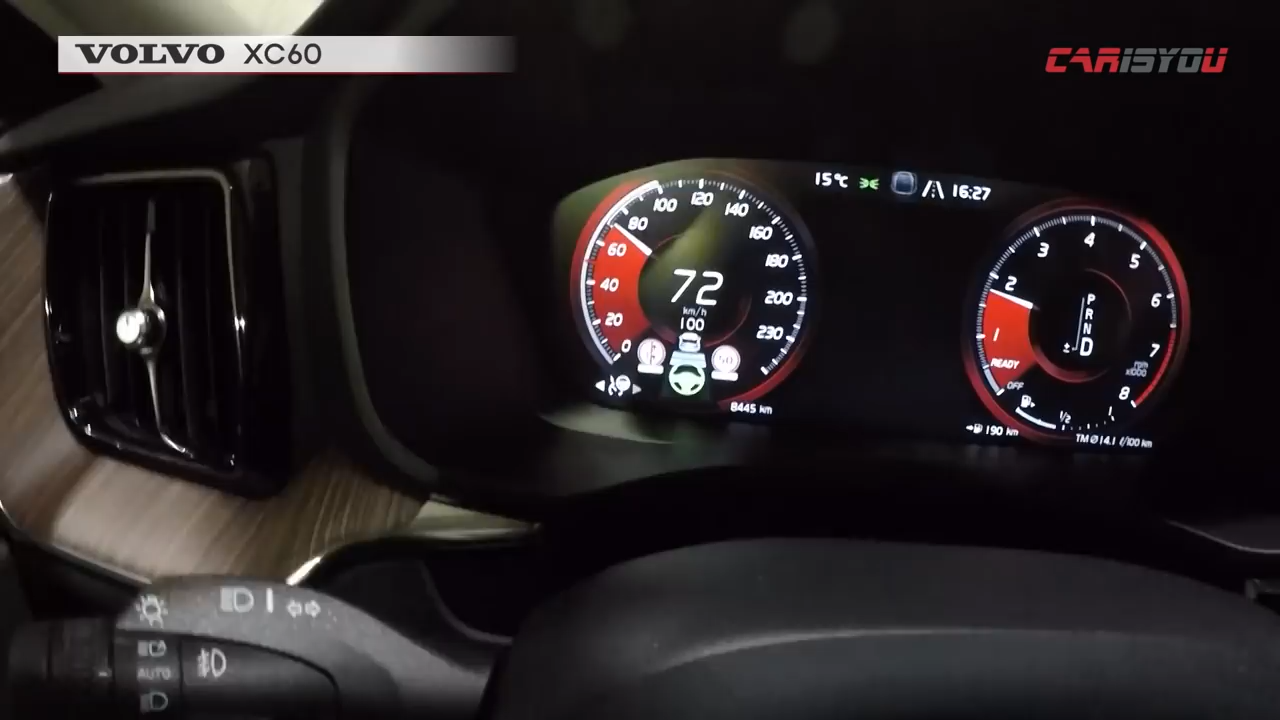 VOLVO XC60
CARISYOU
15℃ 16:27
0 20 40 60 80 100 120 140 160 180 200 230
72
km/h
100
50
8445 km
1 2 3 4 5 6 7 8
rpm
x1000
P
R
N
± D
READY
OFF
1/2 1
190 km
TM Ø 14.1 ℓ/100 km
AUTO